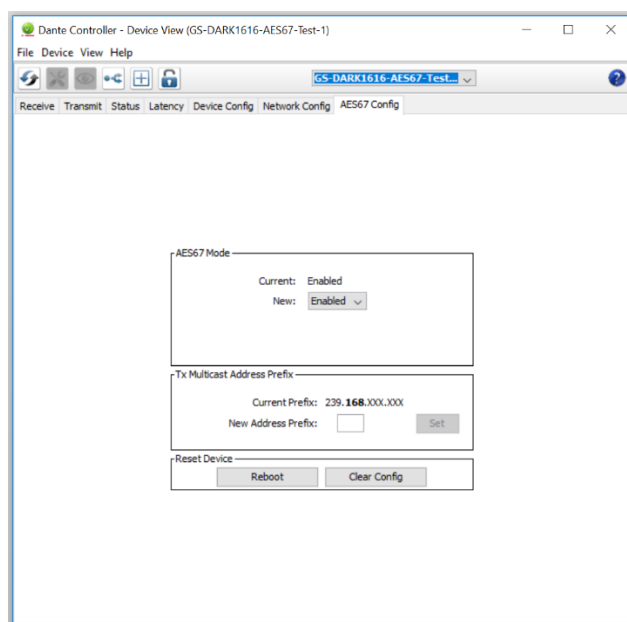 Dante Controller - Device View (GS-DARK1616-AES67-Test-1)
File Device View Help
GS-DARK1616-AES67-Test...
Receive Transmit Status Latency Device Config Network Config AES67 Config
AES67 Mode
Current: Enabled
New: Enabled
Tx Multicast Address Prefix
Current Prefix: 239.168.XXX.XXX
New Address Prefix:
Set
Reset Device
Reboot Clear Config